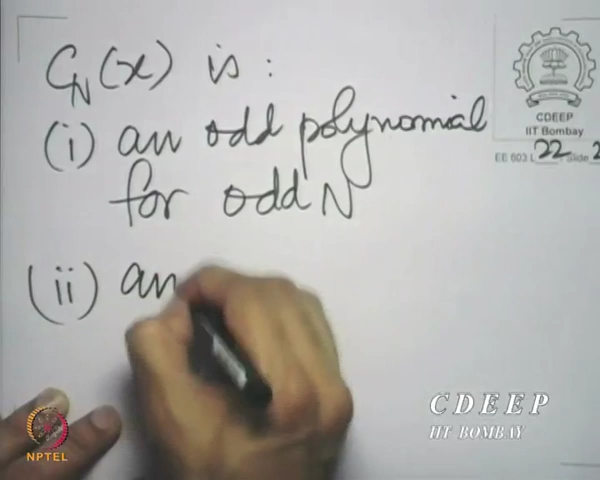 C_N(x) is :
(i) an odd polynomial
for odd N
(ii) an
CDEEP
IIT Bombay
EE 603 L 22 Slide 2
CDEEP
IIT BOMBAY
NPTEL